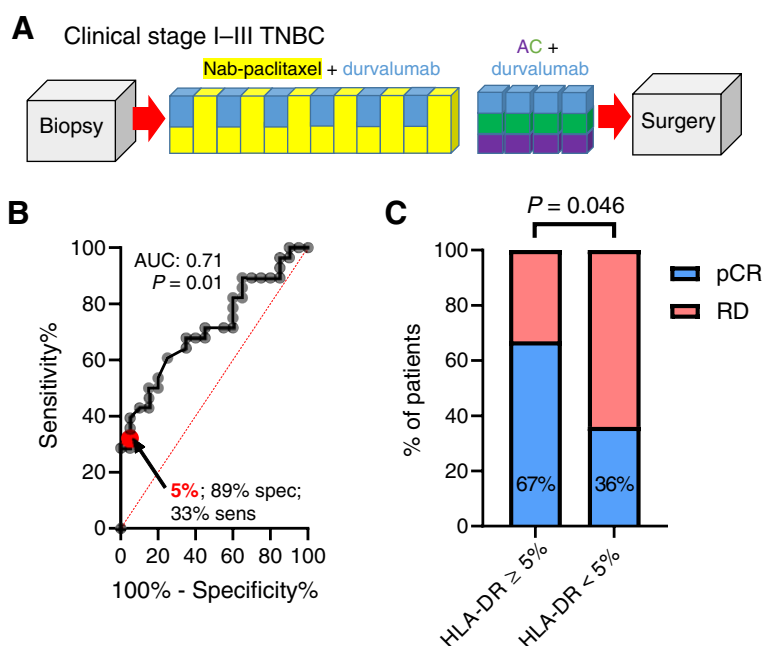 A
Clinical stage I–III TNBC
Nab-paclitaxel + durvalumab
AC +
durvalumab
Biopsy
Surgery
B
100
80
60
40
20
0
Sensitivity%
AUC: 0.71
P = 0.01
5%; 89% spec;
33% sens
0 20 40 60 80 100
100% - Specificity%
C
P = 0.046
100
80
60
40
20
0
% of patients
67%
36%
HLA-DR ≥ 5%
HLA-DR < 5%
pCR
RD